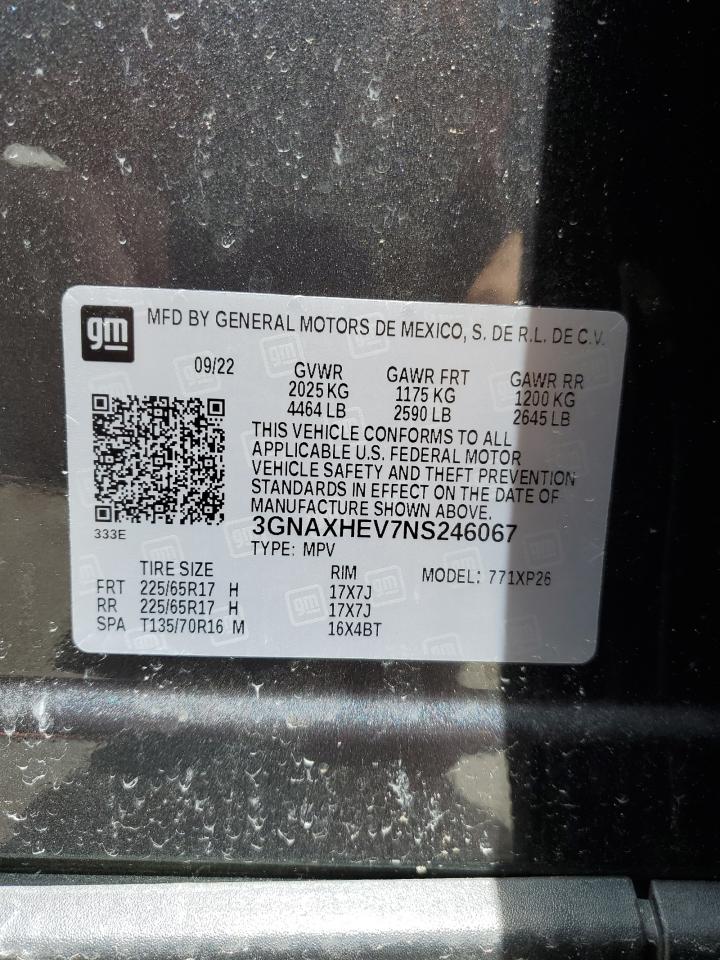 gm
MFD BY GENERAL MOTORS DE MEXICO, S. DE R.L. DE C.V.
09/22 GVWR GAWR FRT GAWR RR
2025 KG 1175 KG 1200 KG
4464 LB 2590 LB 2645 LB
THIS VEHICLE CONFORMS TO ALL
APPLICABLE U.S. FEDERAL MOTOR
VEHICLE SAFETY AND THEFT PREVENTION
STANDARDS IN EFFECT ON THE DATE OF
MANUFACTURE SHOWN ABOVE.
333E
3GNAXHEV7NS246067
TYPE: MPV
TIRE SIZE RIM MODEL: 771XP26
FRT 225/65R17 H 17X7J
RR 225/65R17 H 17X7J
SPA T135/70R16 M 16X4BT